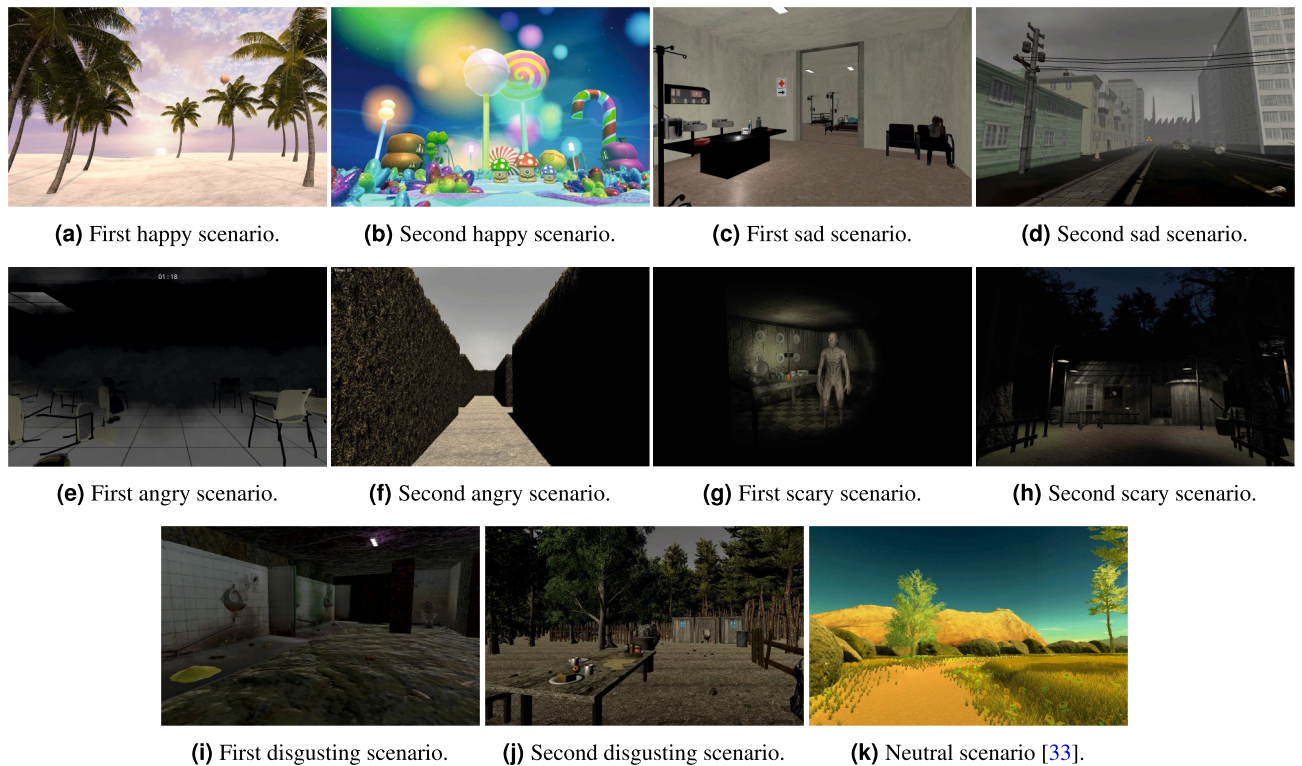 (a) First happy scenario.
(b) Second happy scenario.
(c) First sad scenario.
(d) Second sad scenario.
01 : 18
(e) First angry scenario.
(f) Second angry scenario.
(g) First scary scenario.
(h) Second scary scenario.
(i) First disgusting scenario.
(j) Second disgusting scenario.
(k) Neutral scenario [33].